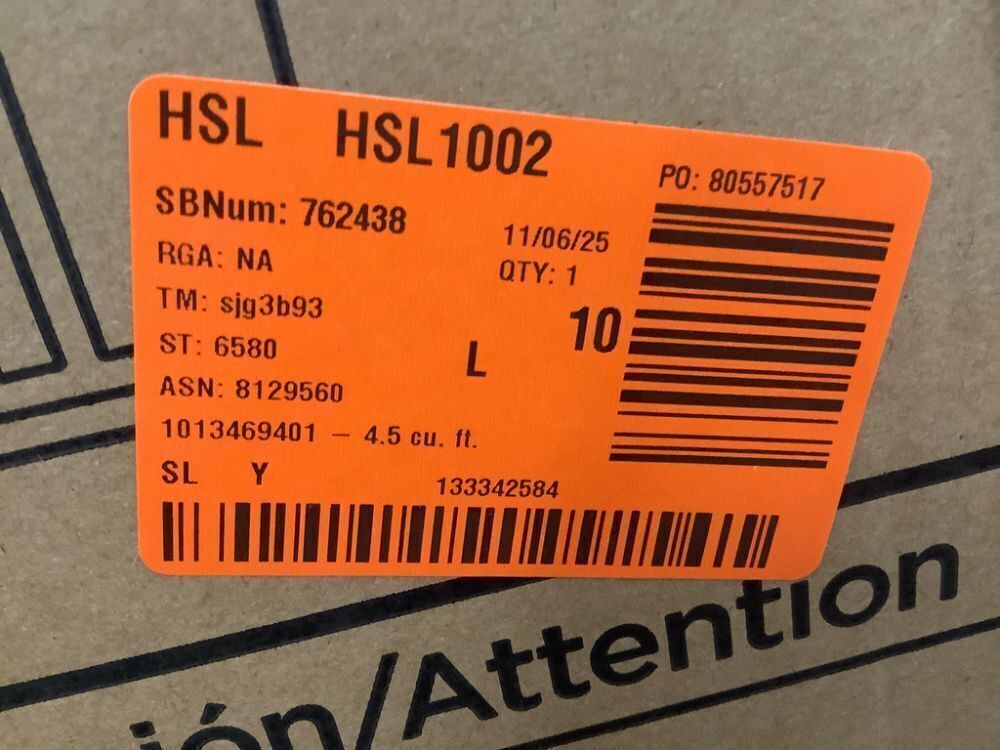 HSL HSL1002
PO: 80557517
SBNum: 762438
11/06/25
RGA: NA
QTY: 1
TM: sjg3b93
10
ST: 6580
L
ASN: 8129560
1013469401 – 4.5 cu. ft.
SL Y
133342584
ión/Attention